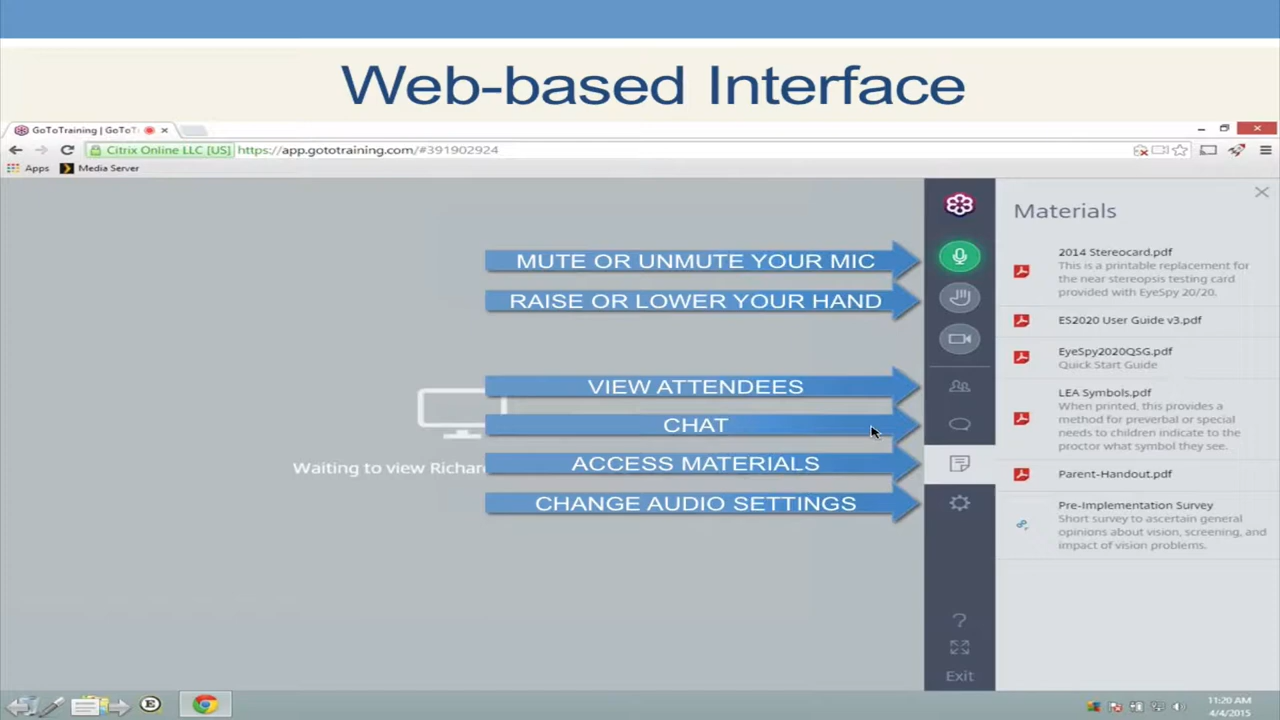 Web-based Interface
GoToTraining | GoToT
Citrix Online LLC [US] https://app.gototraining.com/#391902924
Apps Media Server
Materials
MUTE OR UNMUTE YOUR MIC
RAISE OR LOWER YOUR HAND
VIEW ATTENDEES
CHAT
Waiting to view Richar
ACCESS MATERIALS
CHANGE AUDIO SETTINGS
2014 Stereocard.pdf
This is a printable replacement for
the near stereopsis testing card
provided with EyeSpy 20/20.
ES2020 User Guide v3.pdf
EyeSpy2020QSG.pdf
Quick Start Guide
LEA Symbols.pdf
When printed, this provides a
method for preverbal or special
needs to children indicate to the
proctor what symbol they see.
Parent-Handout.pdf
Pre-Implementation Survey
Short survey to ascertain general
opinions about vision, screening, and
impact of vision problems.
?
Exit
E
11:20 AM
4/4/2015